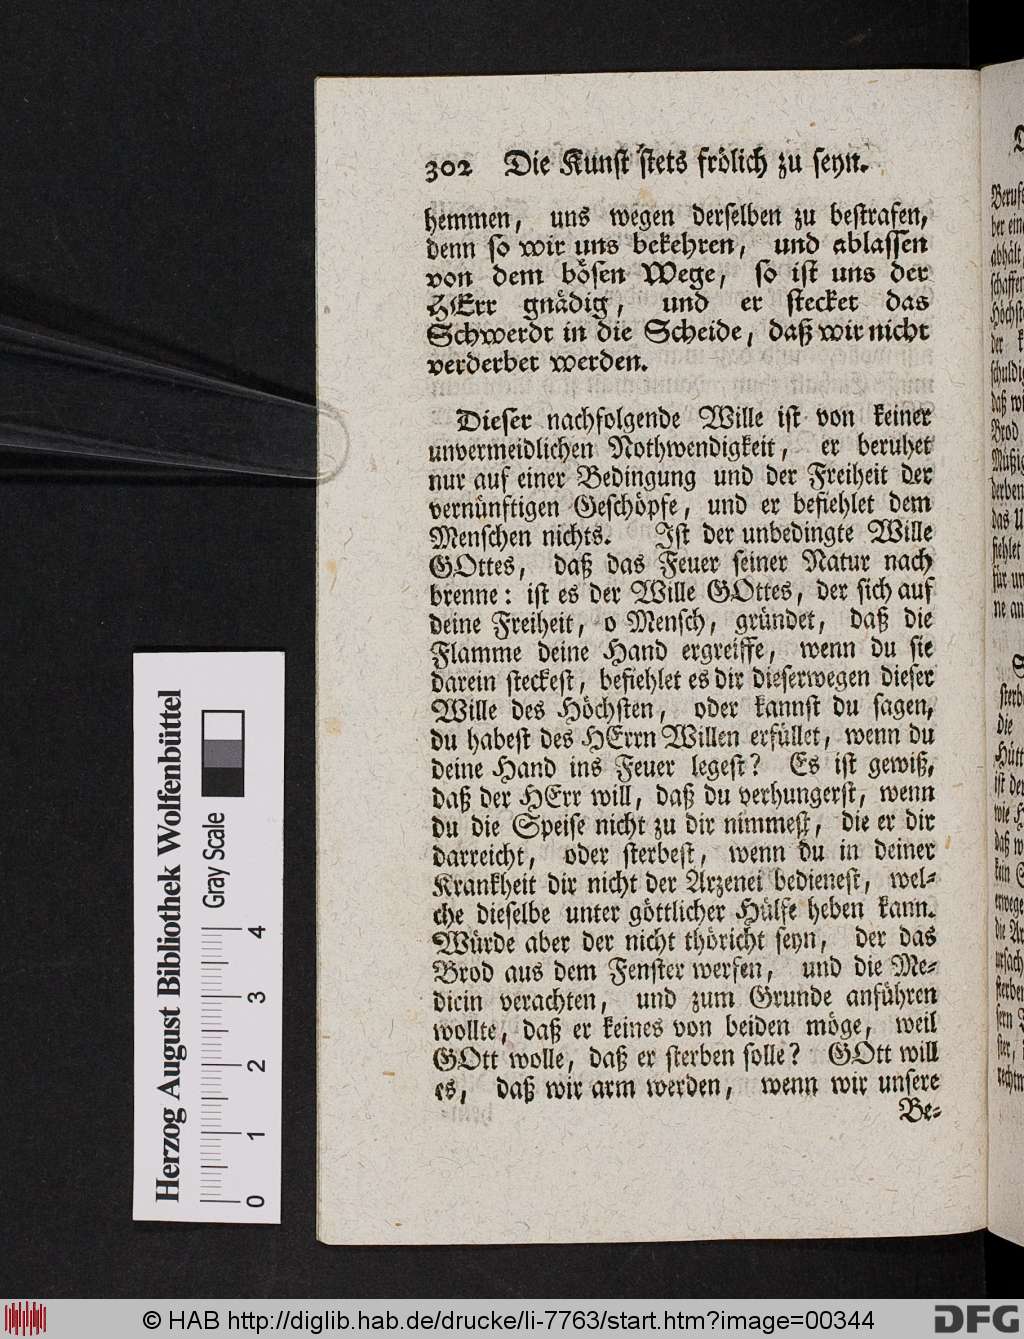 302 Die Kunst stets frölich zu seyn.
hemmen, uns wegen derselben zu bestrafen,
denn so wir uns bekehren, und ablassen
von dem bösen Wege, so ist uns der
HErr gnädig, und er stecket das
Schwerdt in die Scheide, daß wir nicht
verderbet werden.
Dieser nachfolgende Wille ist von keiner
unvermeidlichen Nothwendigkeit, er beruhet
nur auf einer Bedingung und der Freiheit der
vernünftigen Geschöpfe, und er befiehlet dem
Menschen nichts. Ist der unbedingte Wille
GOttes, daß das Feuer seiner Natur nach
brenne: ist es der Wille GOttes, der sich auf
deine Freiheit, o Mensch, gründet, daß die
Flamme deine Hand ergreiffe, wenn du sie
darein steckest, befiehlet es dir dieserwegen dieser
Wille des Höchsten, oder kannst du sagen,
du habest des HErrn Willen erfüllet, wenn du
deine Hand ins Feuer legest? Es ist gewiß,
daß der HErr will, daß du verhungerst, wenn
du die Speise nicht zu dir nimmest, die er dir
darreicht, oder sterbest, wenn du in deiner
Krankheit dir nicht der Arzenei bedienest, wel-
che dieselbe unter göttlicher Hülfe heben kann.
Würde aber der nicht thöricht seyn, der das
Brod aus dem Fenster werfen, und die Me-
dicin verachten, und zum Grunde anführen
wollte, daß er keines von beiden möge, weil
GOtt wolle, daß er sterben solle? GOtt will
es, daß wir arm werden, wenn wir unsere
Be-
Herzog August Bibliothek Wolfenbüttel
Gray Scale
0 1 2 3 4
© HAB http://diglib.hab.de/drucke/li-7763/start.htm?image=00344
DFG